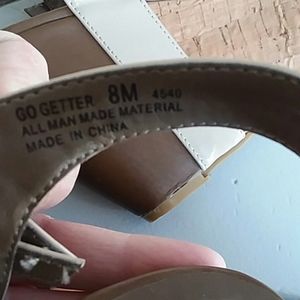 GO GETTER 8M 4540
ALL MAN MADE MATERIAL
MADE IN CHINA